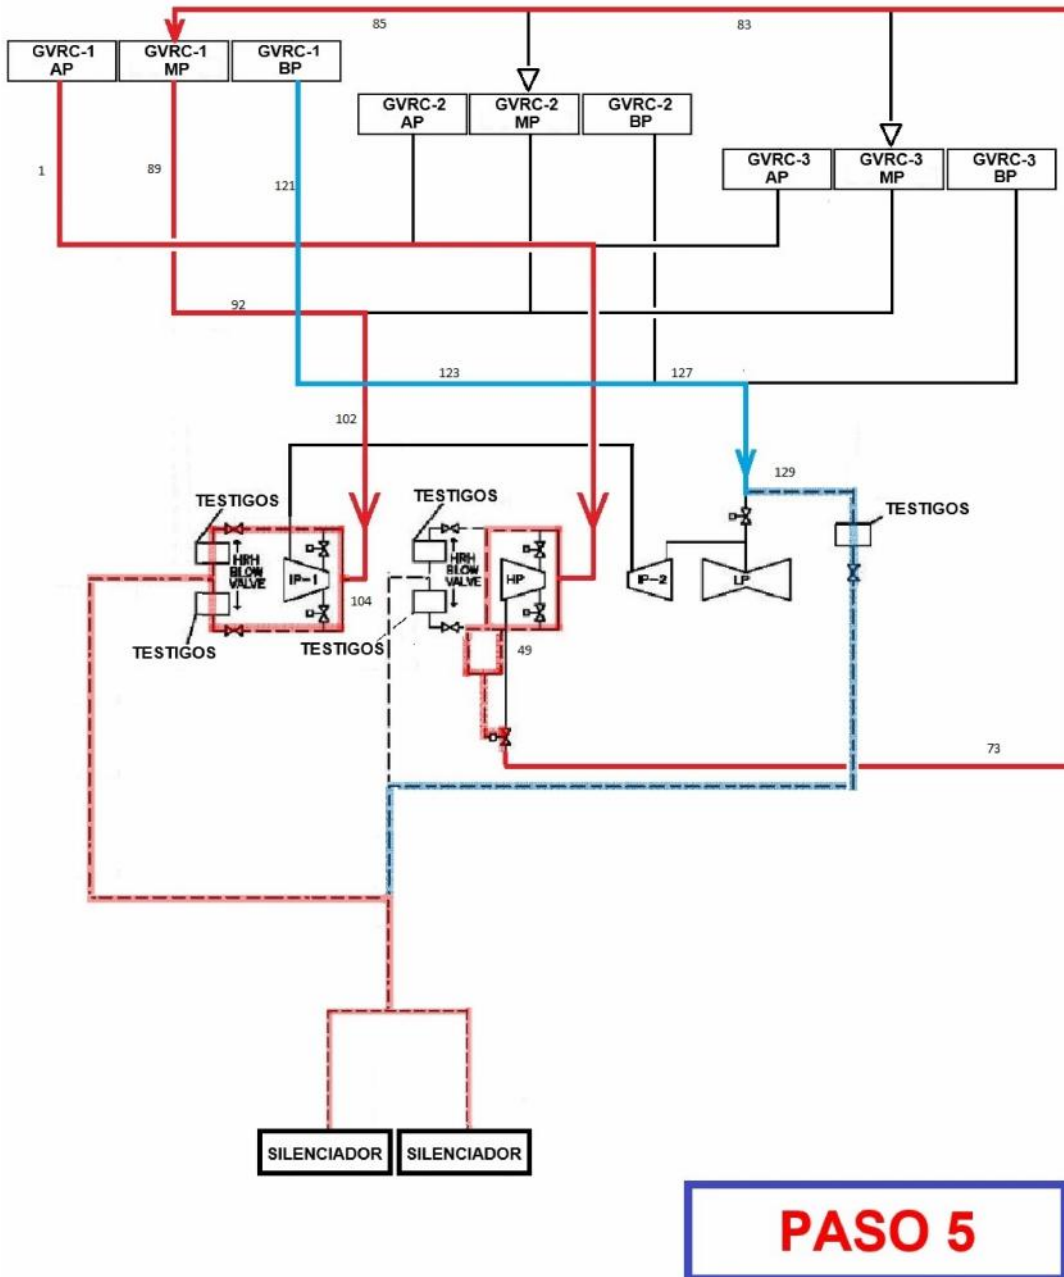 85
83
GVRC-1
AP
GVRC-1
MP
GVRC-1
BP
GVRC-2
AP
GVRC-2
MP
GVRC-2
BP
GVRC-3
AP
GVRC-3
MP
GVRC-3
BP
1
89
121
92
123
127
102
129
TESTIGOS
TESTIGOS
TESTIGOS
HRH
BLOW
VALVE
IP-1
HRH
BLOW
VALVE
HP
IP-2
LP
104
TESTIGOS
TESTIGOS
49
73
SILENCIADOR
SILENCIADOR
PASO 5